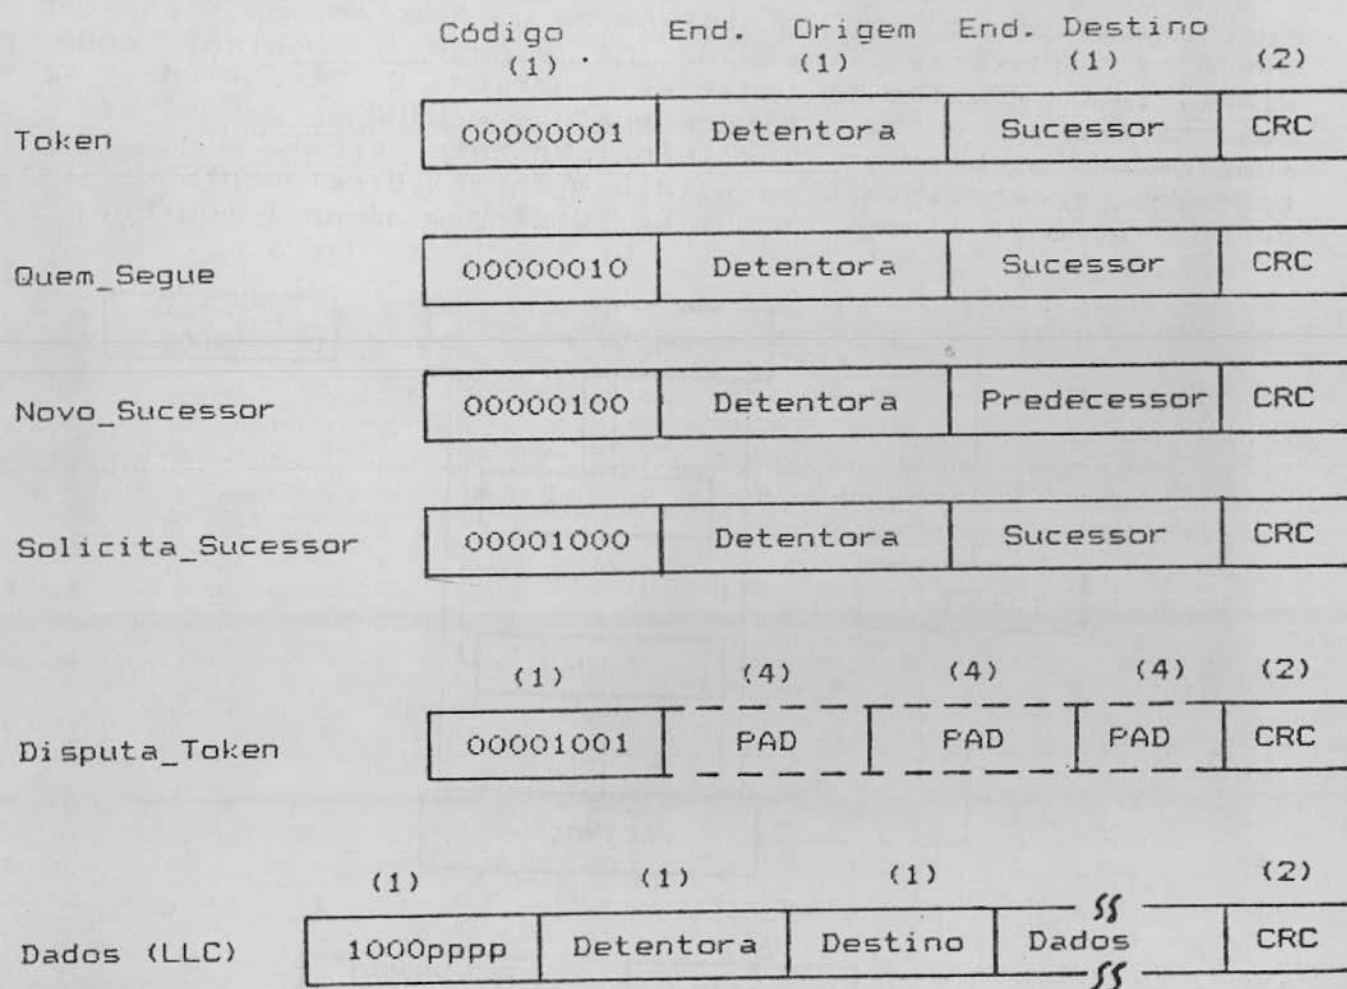 Código End. Origem End. Destino
(1) (1) (1) (2)
Token 00000001 Detentora Sucessor CRC
Quem_Segue 00000010 Detentora Sucessor CRC
Novo_Sucessor 00000100 Detentora Predecessor CRC
Solicita_Sucessor 00001000 Detentora Sucessor CRC
(1) (4) (4) (4) (2)
Disputa_Token 00001001 PAD PAD PAD CRC
(1) (1) (1) (2)
Dados (LLC) 1000pppp Detentora Destino Dados CRC